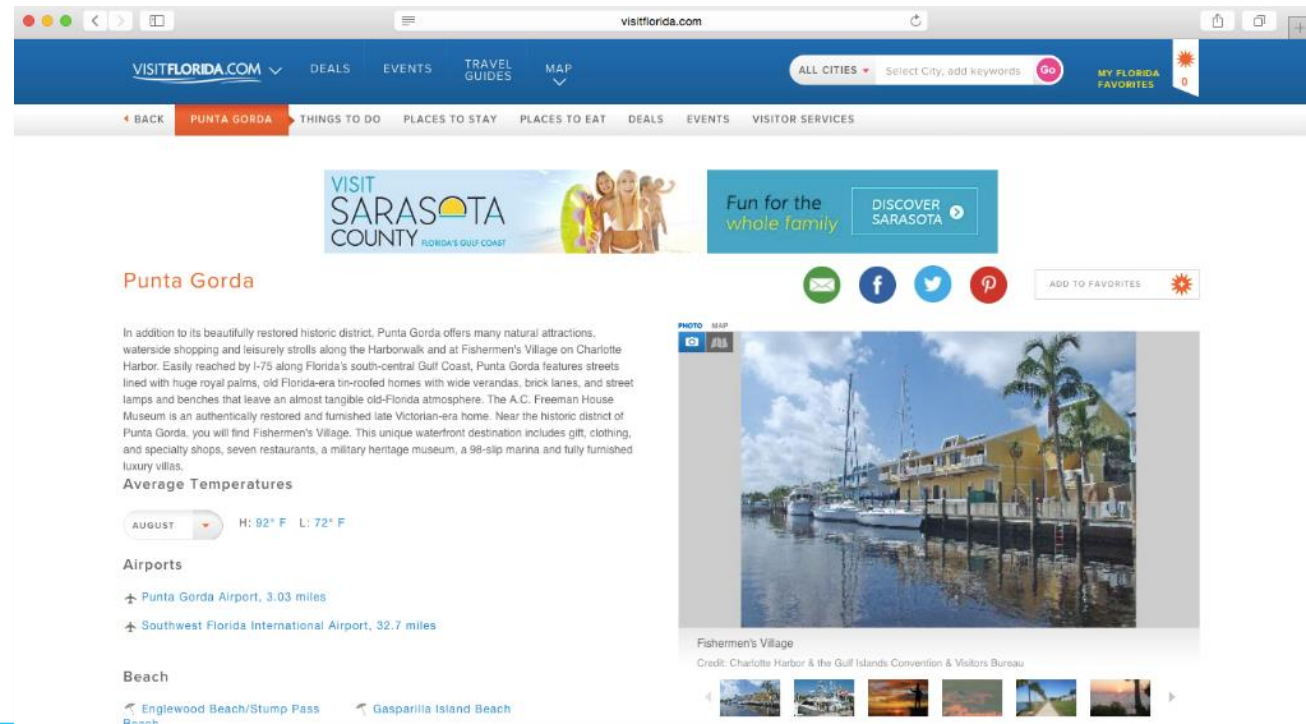 visitflorida.com
VISITFLORIDA.COM
DEALS
EVENTS
TRAVEL
GUIDES
MAP
ALL CITIES
Select City, add keywords
Go
MY FLORIDA
FAVORITES
0
BACK
PUNTA GORDA
THINGS TO DO
PLACES TO STAY
PLACES TO EAT
DEALS
EVENTS
VISITOR SERVICES
VISIT
SARASOTA
COUNTY FLORIDA'S GULF COAST
Fun for the
whole family
DISCOVER
SARASOTA
Punta Gorda
ADD TO FAVORITES
In addition to its beautifully restored historic district, Punta Gorda offers many natural attractions,
waterside shopping and leisurely strolls along the Harborwalk and at Fishermen's Village on Charlotte
Harbor. Easily reached by I-75 along Florida's south-central Gulf Coast, Punta Gorda features streets
lined with huge royal palms, old Florida-era tin-roofed homes with wide verandas, brick lanes, and street
lamps and benches that leave an almost tangible old-Florida atmosphere. The A.C. Freeman House
Museum is an authentically restored and furnished late Victorian-era home. Near the historic district of
Punta Gorda, you will find Fishermen's Village. This unique waterfront destination includes gift, clothing,
and specialty shops, seven restaurants, a military heritage museum, a 98-slip marina and fully furnished
luxury villas.
Average Temperatures
AUGUST
H: 92° F L: 72° F
Airports
Punta Gorda Airport, 3.03 miles
Southwest Florida International Airport, 32.7 miles
Beach
Englewood Beach/Stump Pass
Beach
Gasparilla Island Beach
PHOTO MAP
Fishermen's Village
Credit: Charlotte Harbor & the Gulf Islands Convention & Visitors Bureau